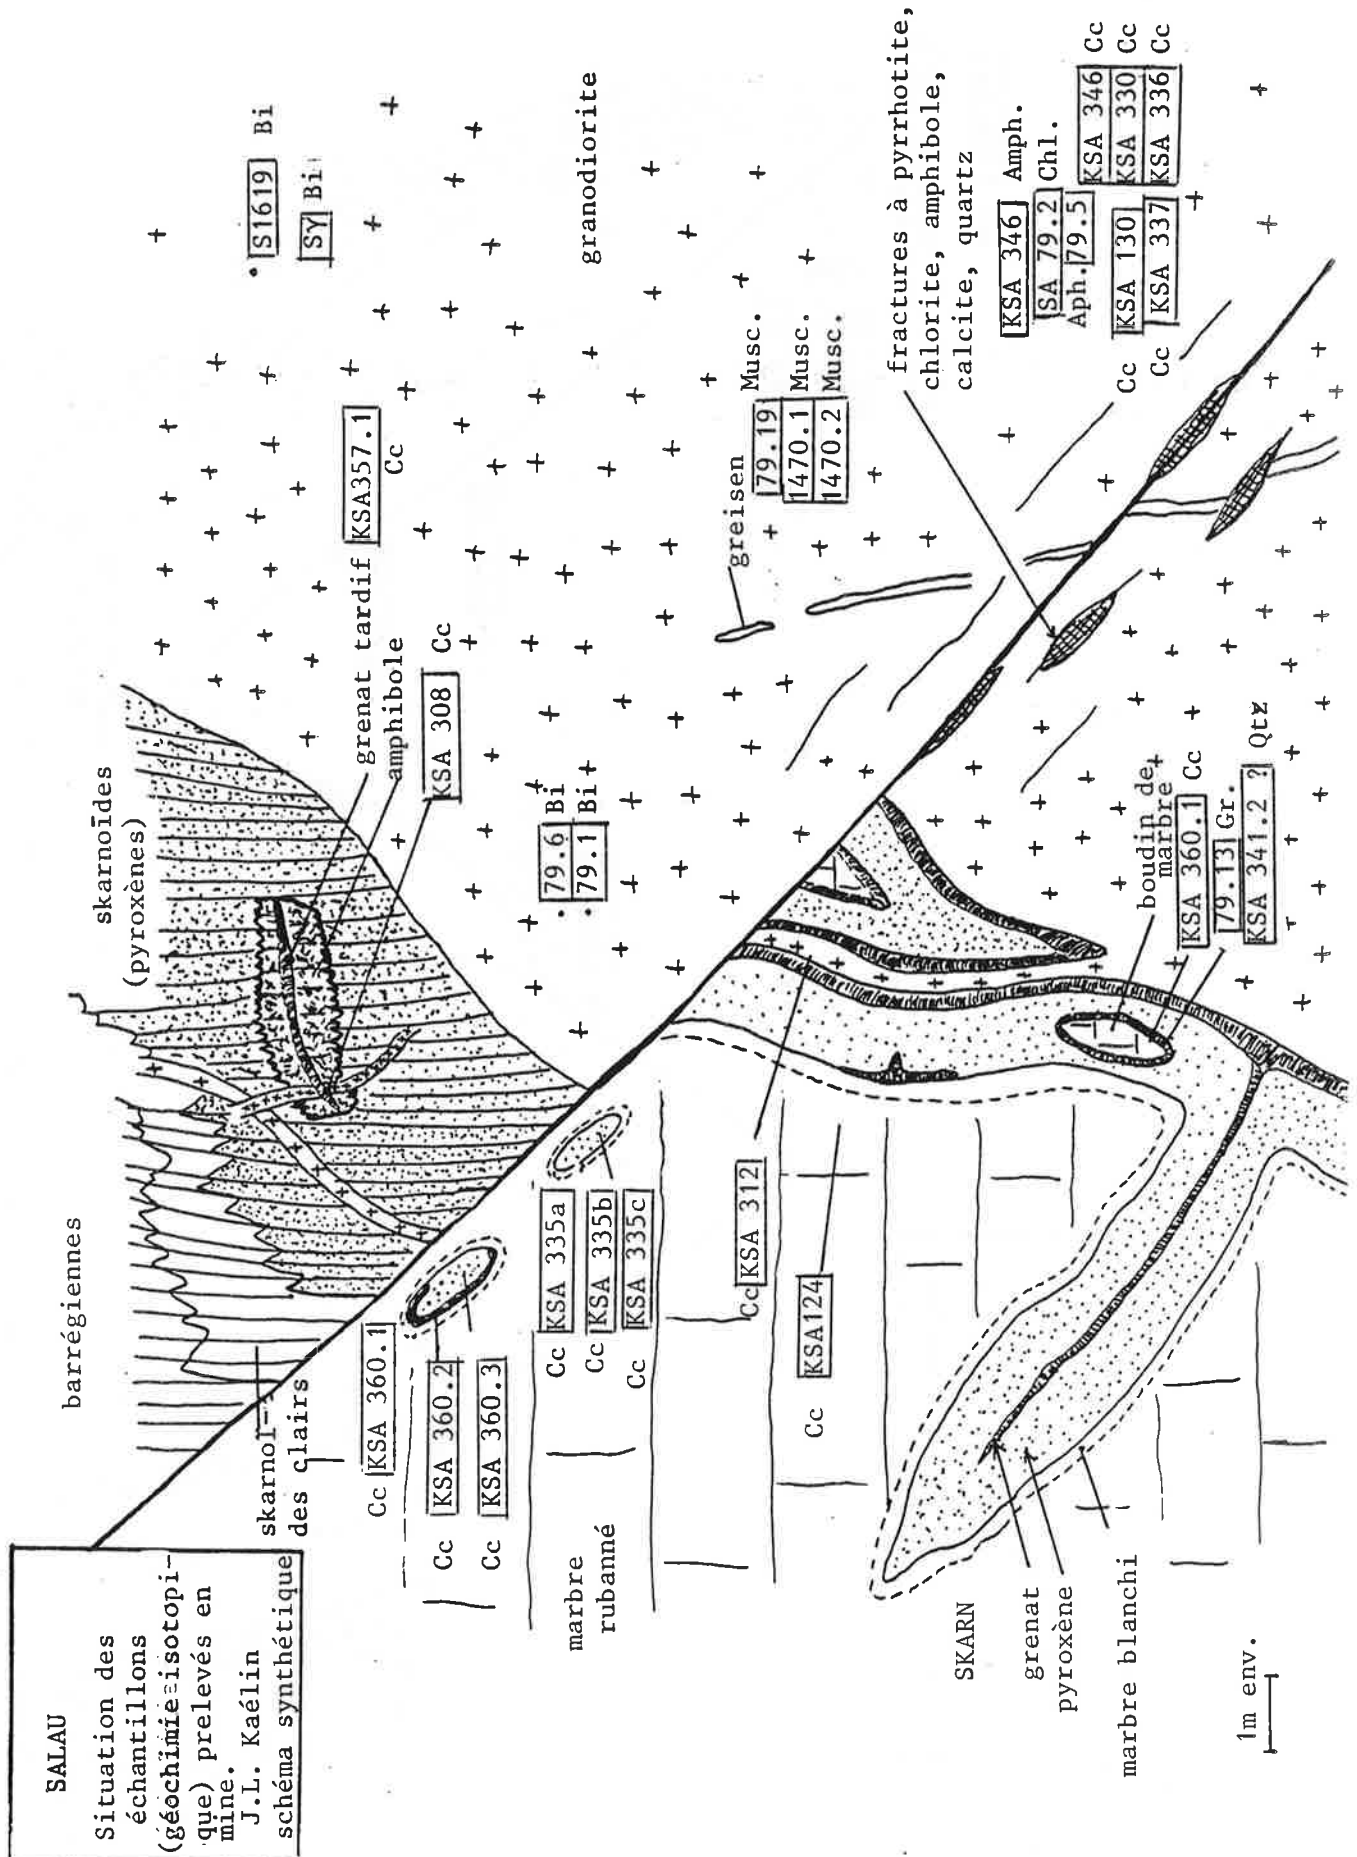 SALAU
Situation des
échantillons
(géochimie=isotopi-
que) prelevés en
mine.
J.L. Kaélin
schéma synthétique
barrégiennes
skarnoïdes
(pyroxènes)
skarnoï-
des clairs
grenat tardif
amphibole
KSA357.1
Cc
KSA 308 Cc
S1619 Bi
Sγ Bi
granodiorite
79.6 Bi
79.1 Bi
greisen
79.19 Musc.
1470.1 Musc.
1470.2 Musc.
fractures à pyrrhotite,
chlorite, amphibole,
calcite, quartz
KSA 346 Amph.
SA 79.2 Chl.
Aph. 79.5
Cc KSA 130
Cc KSA 337
KSA 346 Cc
KSA 330 Cc
KSA 336 Cc
Cc KSA 360.1
Cc KSA 360.2
Cc KSA 360.3
Cc KSA 335a
Cc KSA 335b
Cc KSA 335c
marbre
rubanné
Cc KSA 312
Cc KSA124
boudin de
marbre
KSA 360.1 Cc
79.13 Gr.
KSA 341.2 ? Qtz
SKARN
grenat
pyroxène
marbre blanchi
1m env.